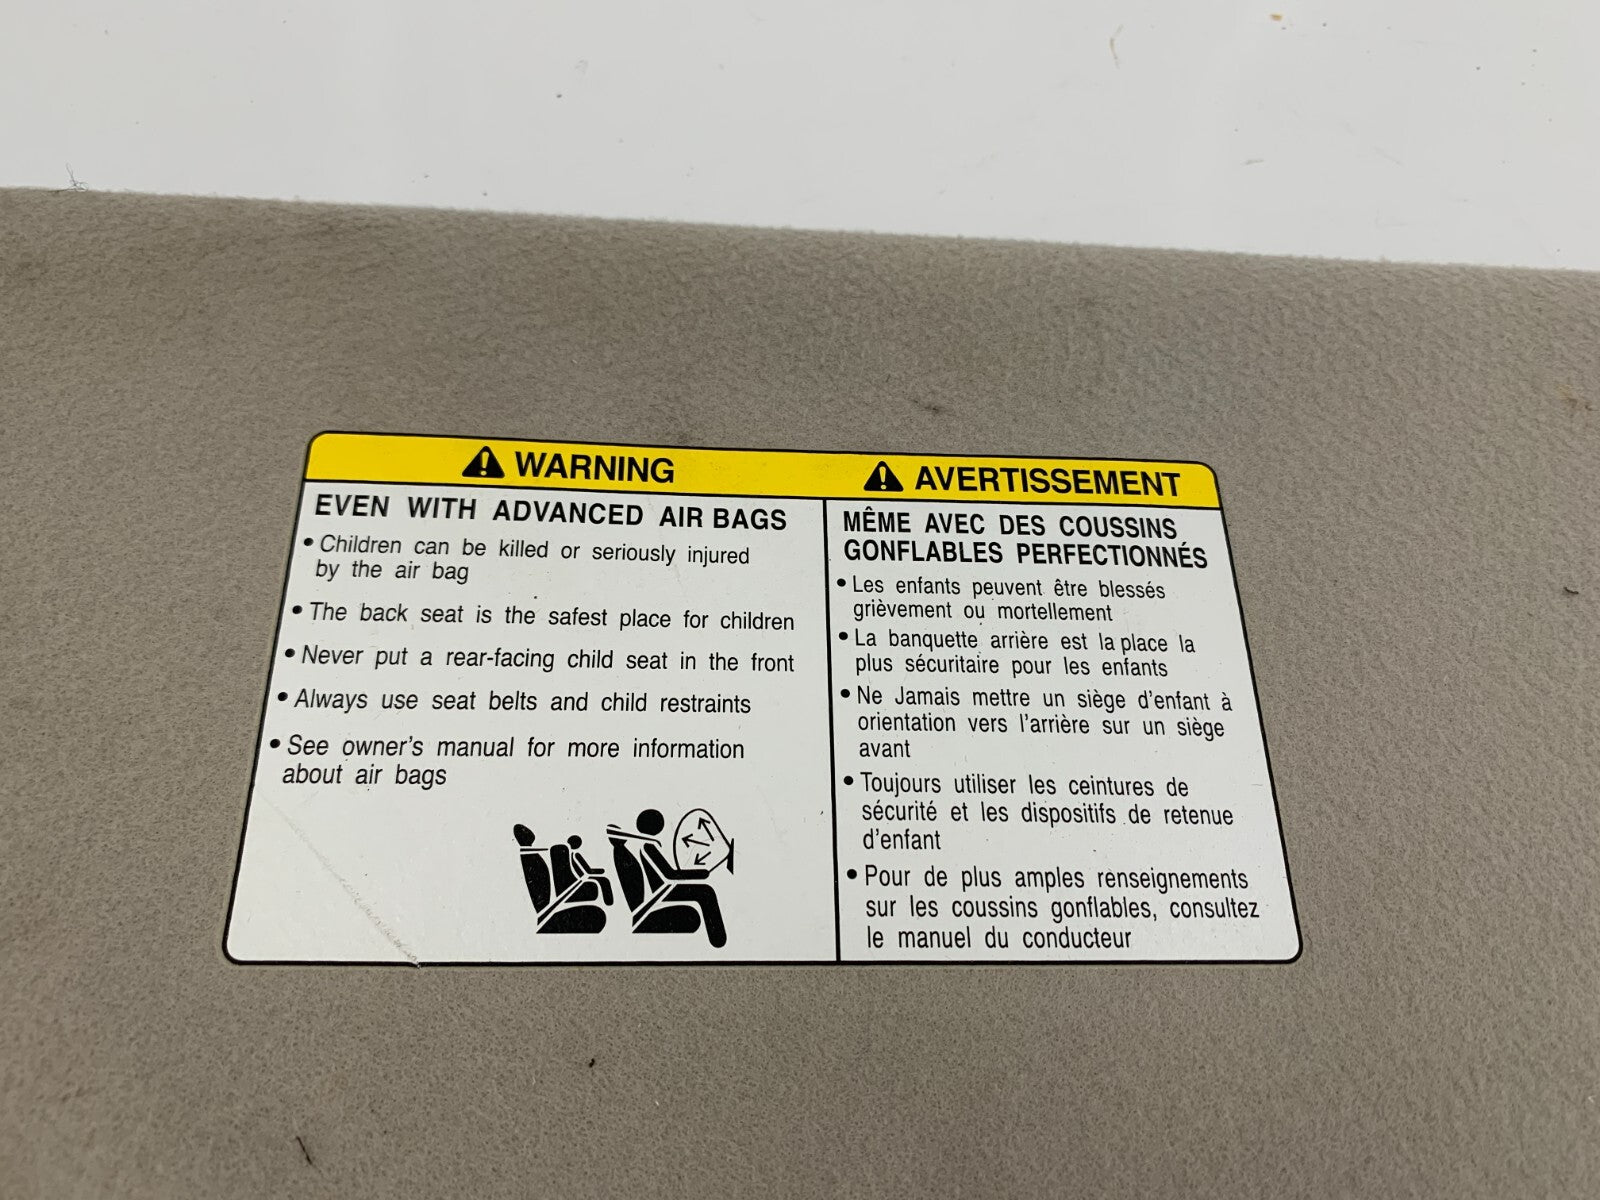 WARNING
EVEN WITH ADVANCED AIR BAGS
• Children can be killed or seriously injured
by the air bag
• The back seat is the safest place for children
• Never put a rear-facing child seat in the front
• Always use seat belts and child restraints
• See owner's manual for more information
about air bags
AVERTISSEMENT
MÊME AVEC DES COUSSINS
GONFLABLES PERFECTIONNÉS
• Les enfants peuvent être blessés
grièvement ou mortellement
• La banquette arrière est la place la
plus sécuritaire pour les enfants
• Ne Jamais mettre un siège d'enfant à
orientation vers l'arrière sur un siège
avant
• Toujours utiliser les ceintures de
sécurité et les dispositifs de retenue
d'enfant
• Pour de plus amples renseignements
sur les coussins gonflables, consultez
le manuel du conducteur